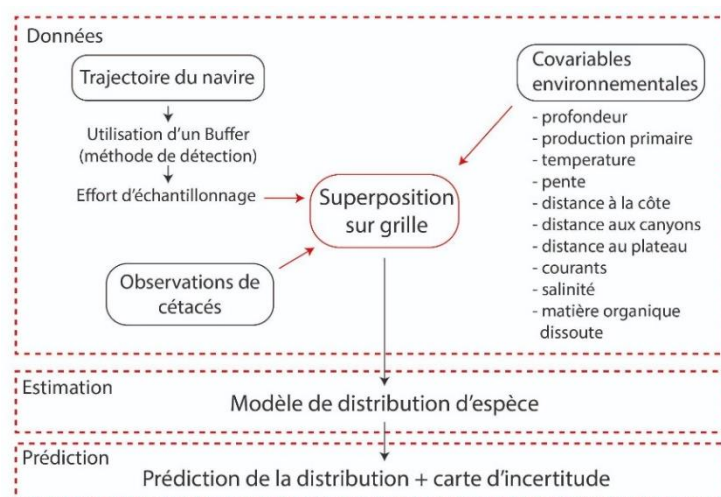 Données
Trajectoire du navire
Utilisation d'un Buffer
(méthode de détection)
Effort d'échantillonnage
Observations de
cétacés
Superposition
sur grille
Covariables
environnementales
- profondeur
- production primaire
- temperature
- pente
- distance à la côte
- distance aux canyons
- distance au plateau
- courants
- salinité
- matière organique
dissoute
Estimation
Modèle de distribution d'espèce
Prédiction
Prédiction de la distribution + carte d'incertitude